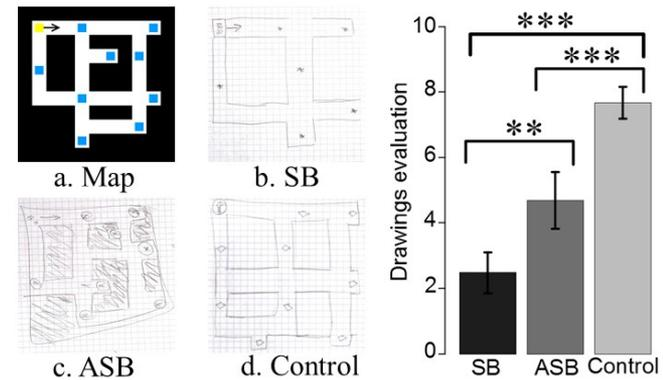 a. Map
b. SB
c. ASB
d. Control
Drawings evaluation
10
8
6
4
2
0
***
***
**
SB
ASB
Control